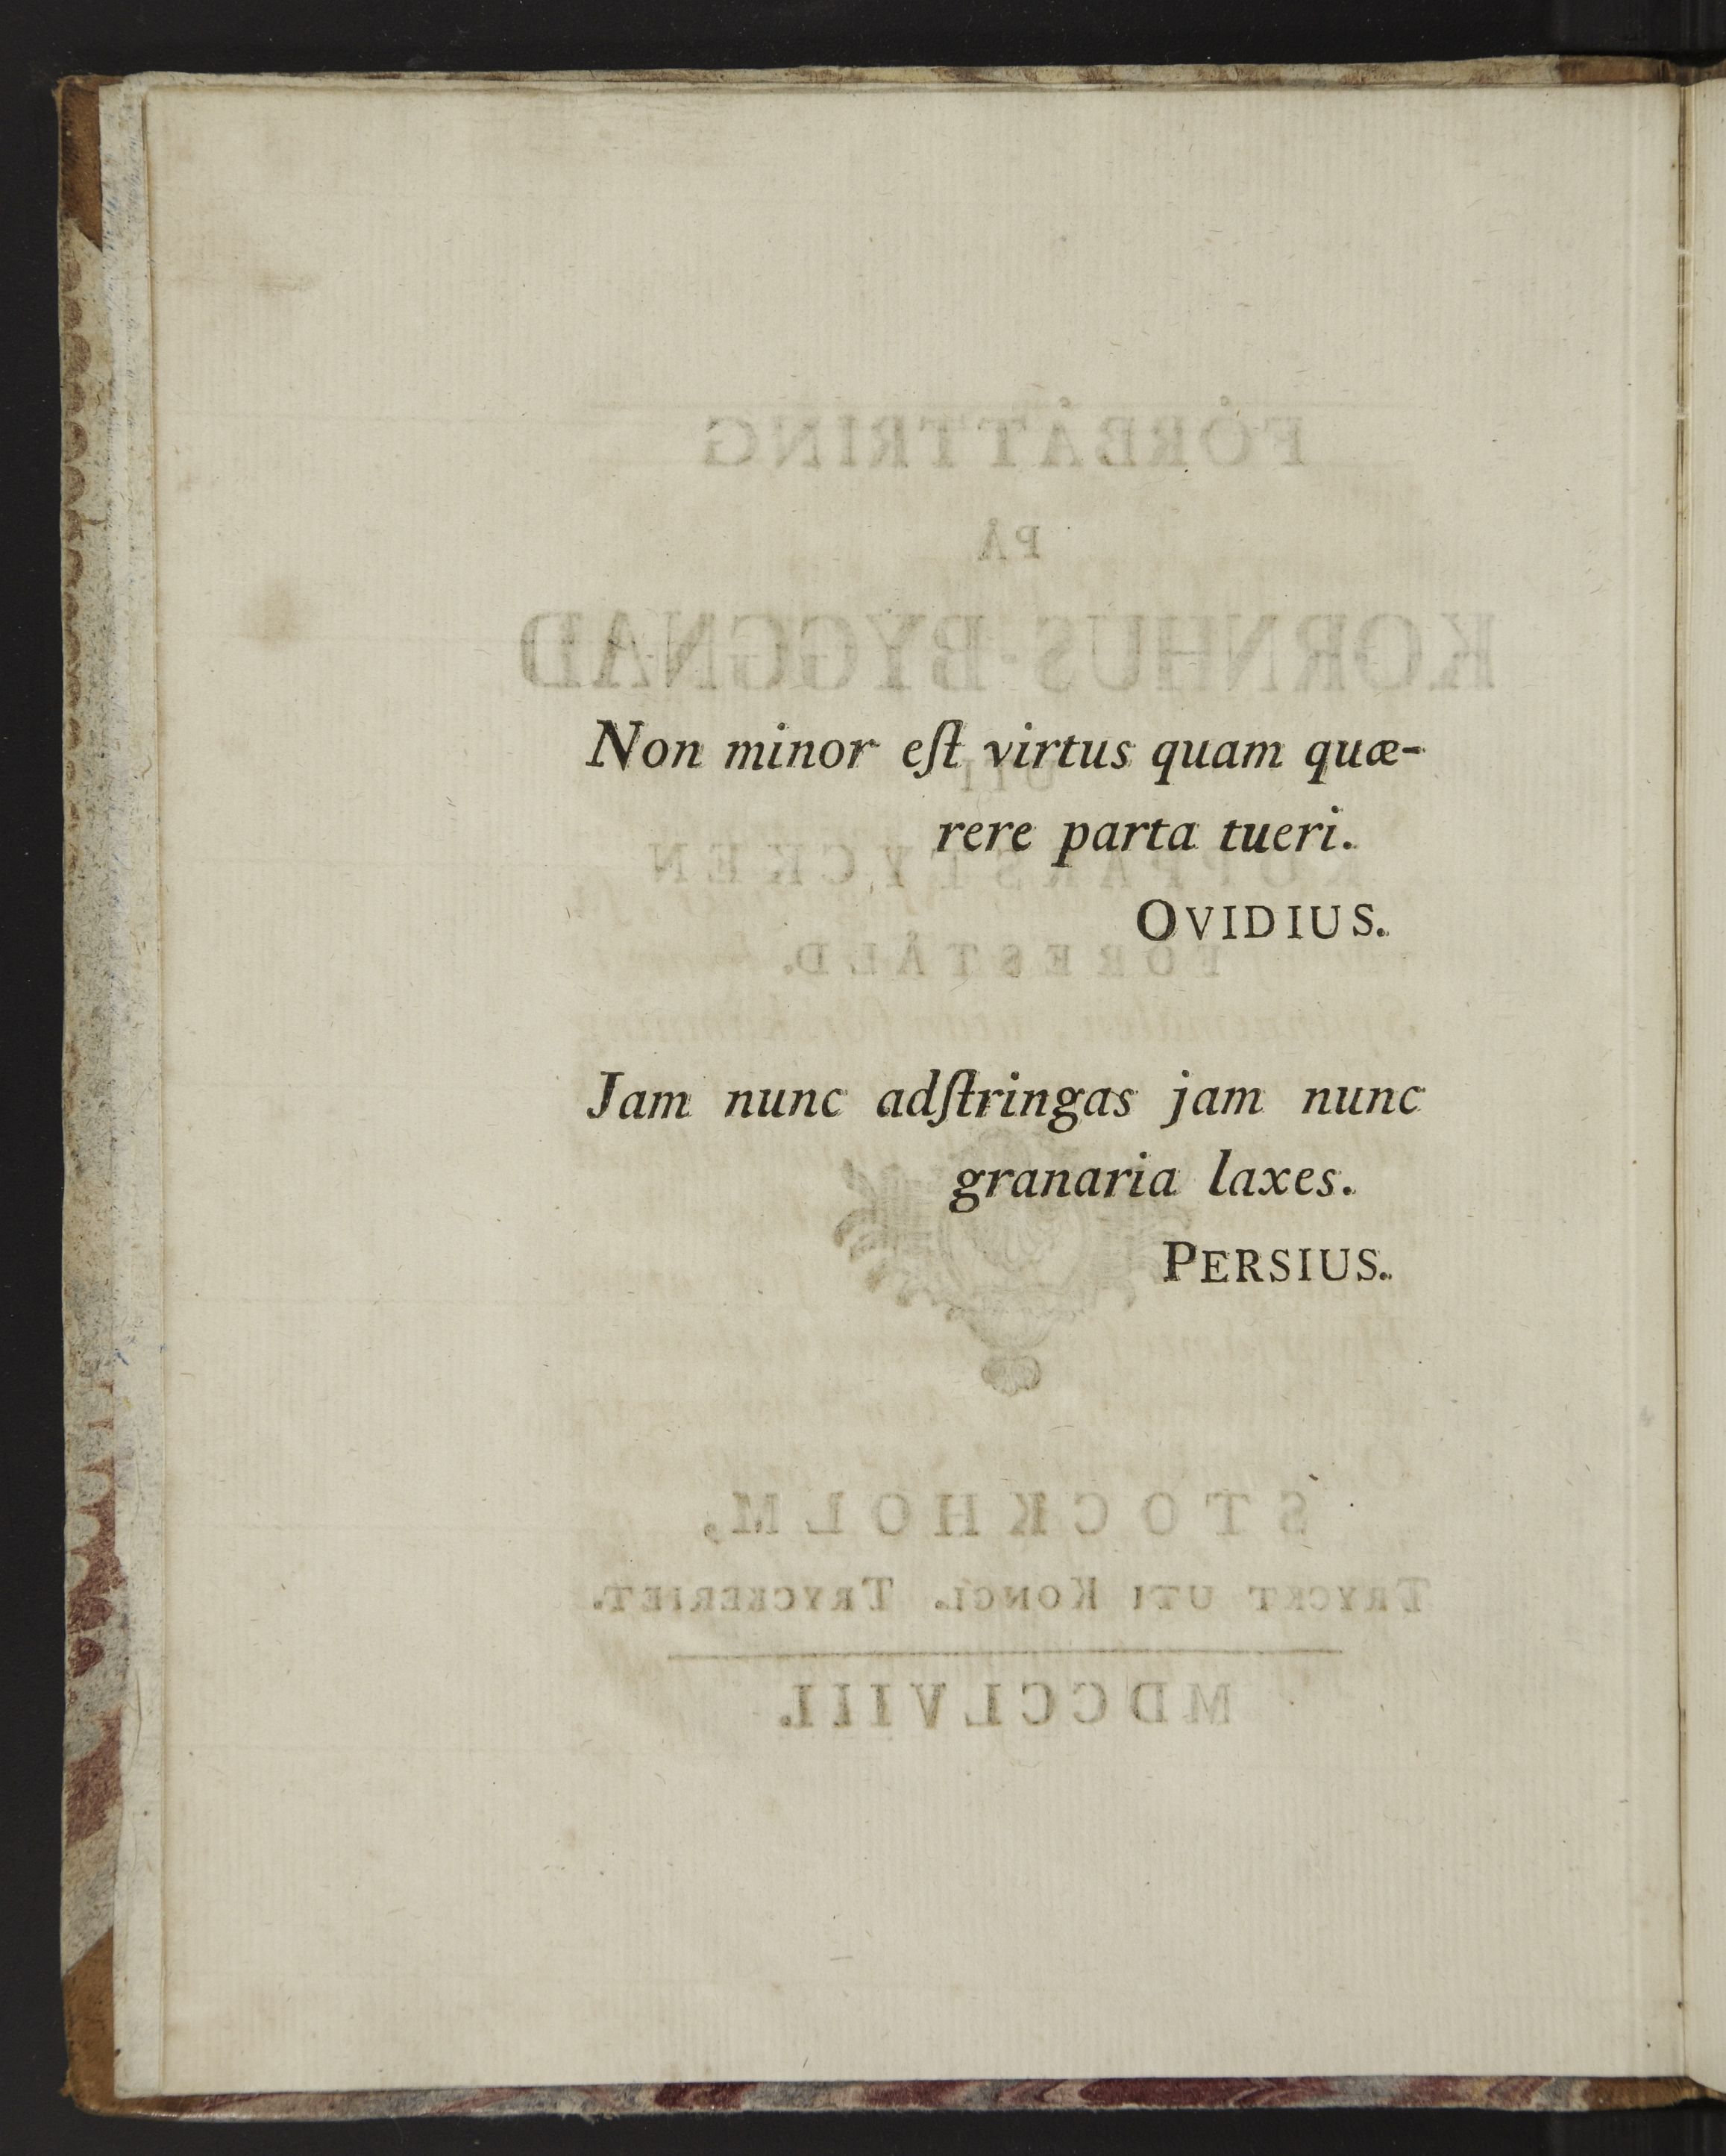 Non minor eſt virtus quam quæ-
rere parta tueri.
OVIDIUS.
Jam nunc adſtringas jam nunc
granaria laxes.
PERSIUS.